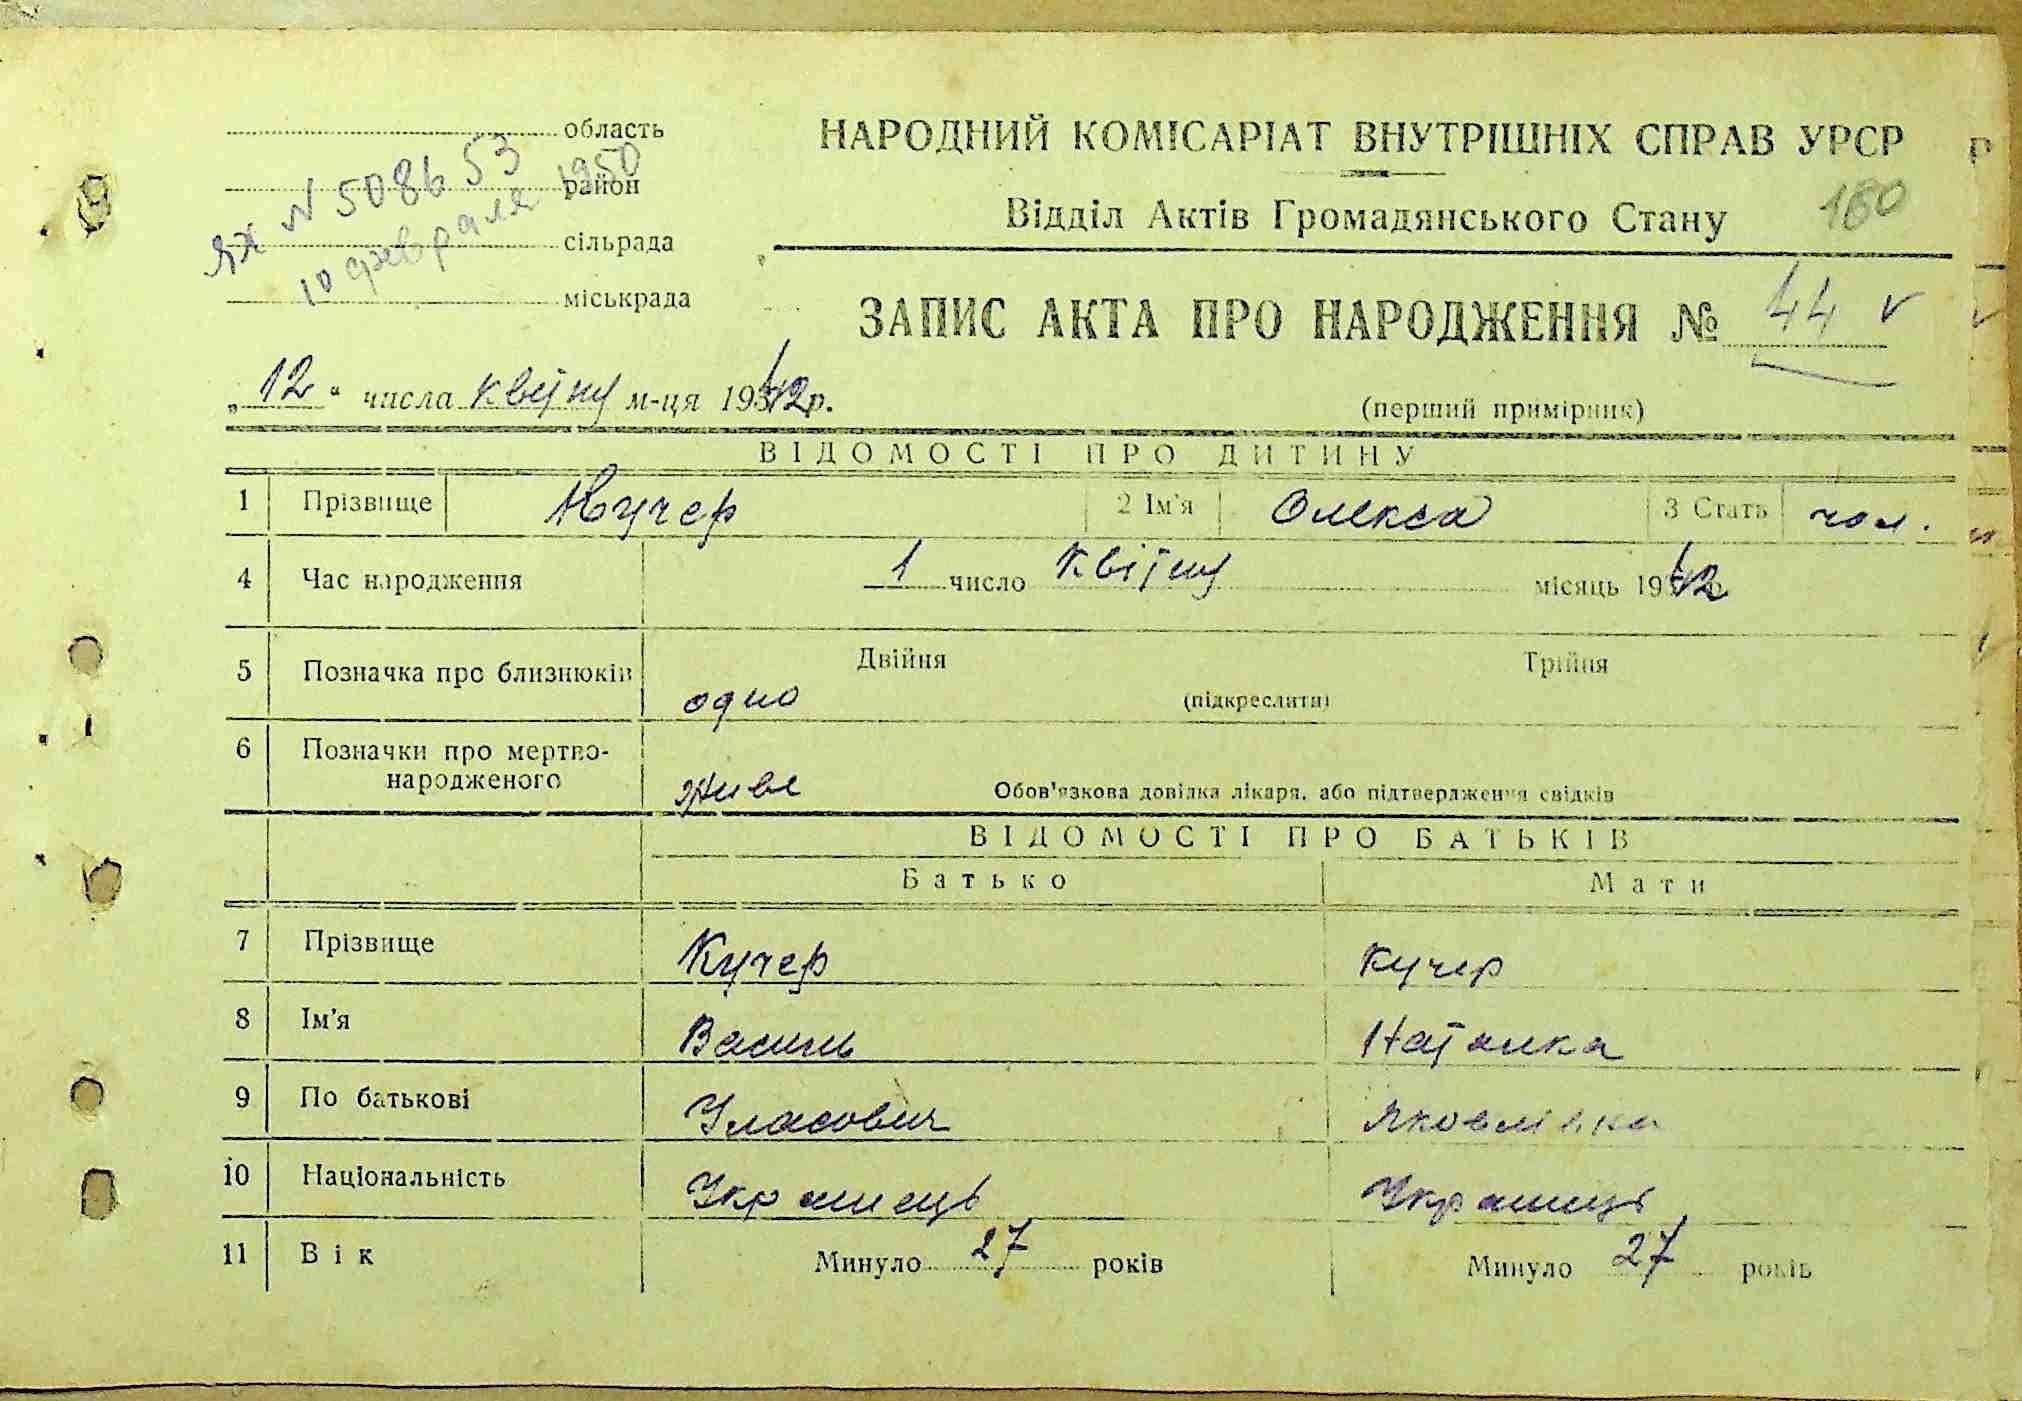 область
район
сільрада
міськрада
ЯХ N 508653
10 февраля 1950
НАРОДНИЙ КОМІСАРІАТ ВНУТРІШНІХ СПРАВ УРСР
Відділ Актів Громадянського Стану
160
ЗАПИС АКТА ПРО НАРОДЖЕННЯ № 44 v
„12“ числа квітня м-ця 1942 р.
(перший примірник)
ВІДОМОСТІ ПРО ДИТИНУ
1 Прізвище Кучер 2 Ім'я Олекса 3 Стать чол.
4 Час народження 1 число квітня місяць 1942 р.
5 Позначка про близнюків одно Двійня Трійня
(підкреслити)
6 Позначки про мертво-
народженого живе Обов'язкова довідка лікаря, або підтвердження свідків
ВІДОМОСТІ ПРО БАТЬКІВ
Батько Мати
7 Прізвище Кучер Кучер
8 Ім'я Василь Наталка
9 По батькові Уласович Яковлівна
10 Національність Українець Українці
11 Вік Минуло 27 років Минуло 27 років